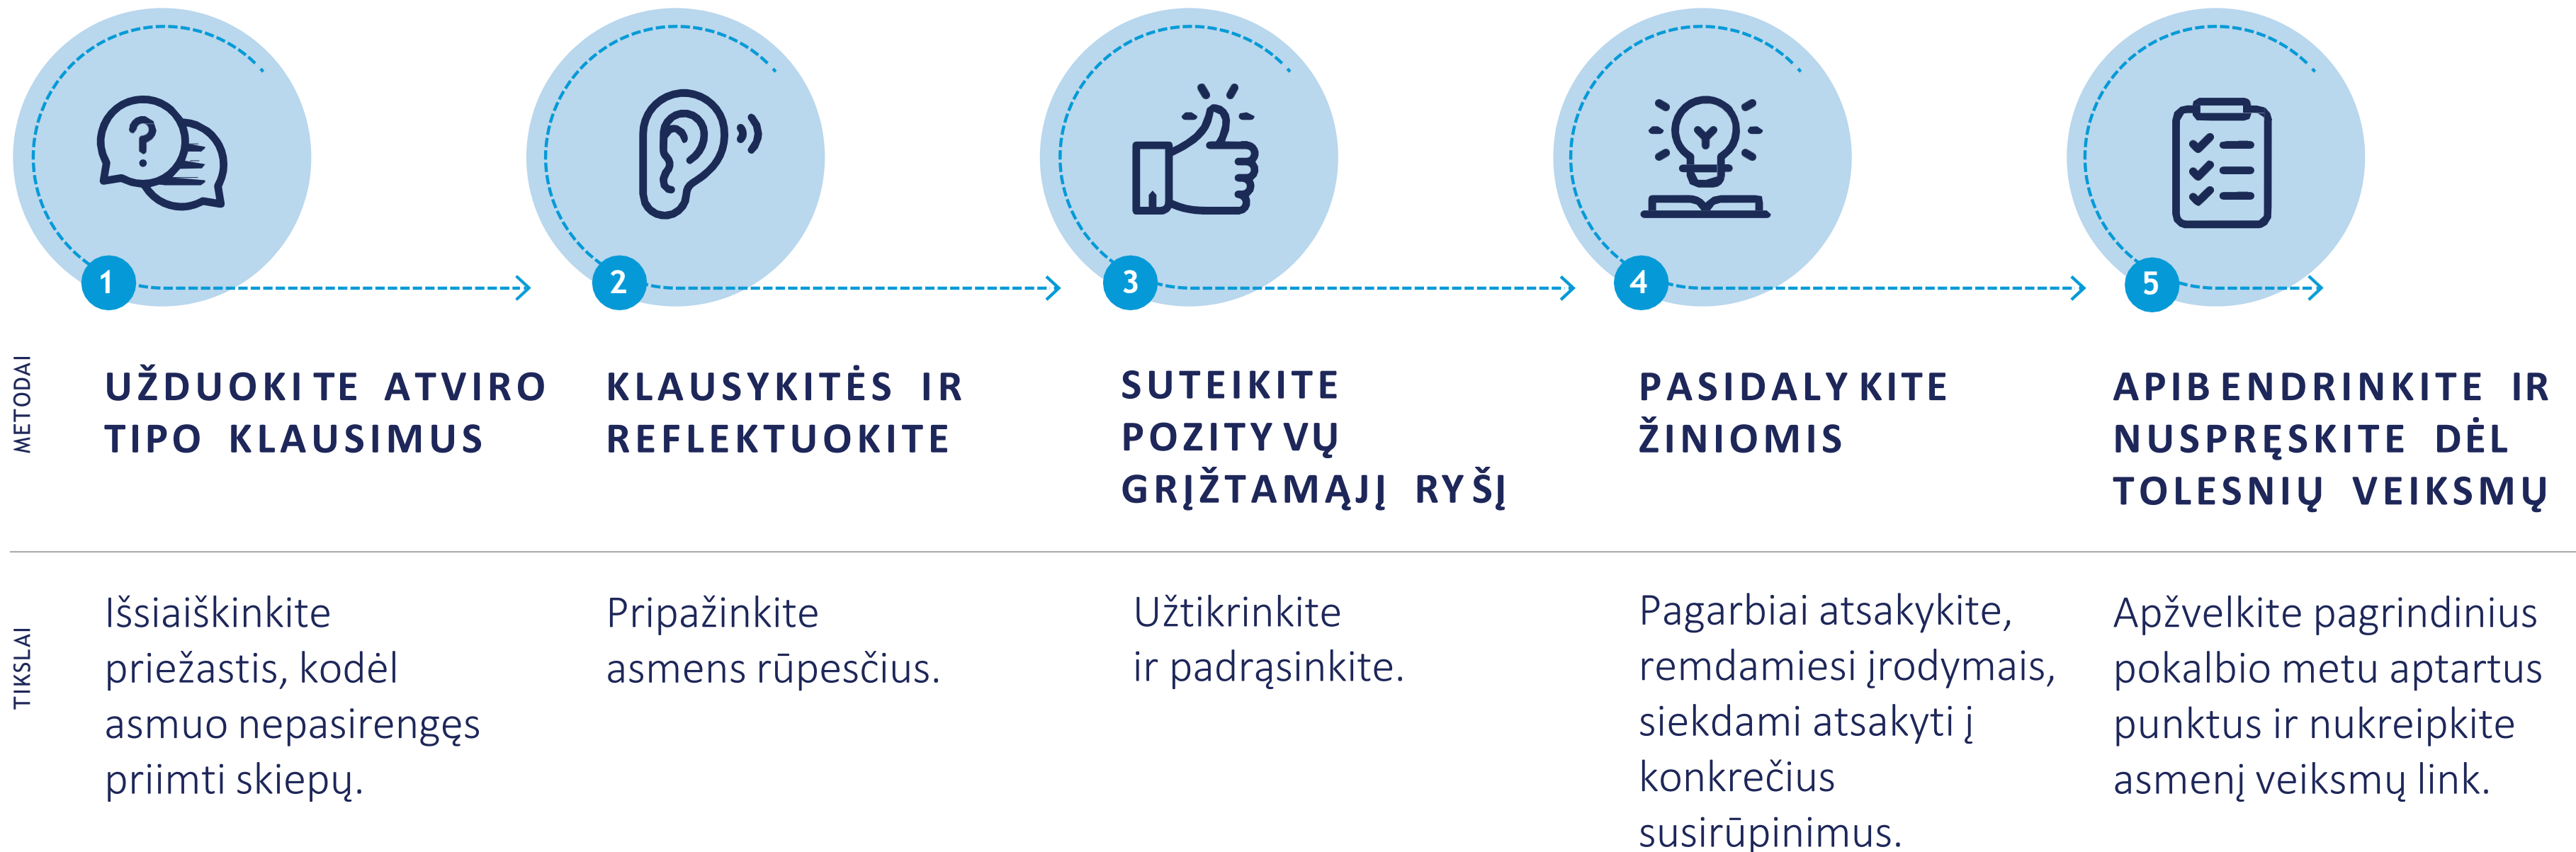 1
2
3
4
5
METODAI
UŽDUOKITE ATVIRO
TIPO KLAUSIMUS
KLAUSYKITĖS IR
REFLEKTUOKITE
SUTEIKITE
POZITYVŲ
GRĮŽTAMĄJĮ RYŠĮ
PASIDALYKITE
ŽINIOMIS
APIBENDRINKITE IR
NUSPRĘSKITE DĖL
TOLESNIŲ VEIKSMŲ
TIKSLAI
Išsiaiškinkite
priežastis, kodėl
asmuo nepasirengęs
priimti skiepų.
Pripažinkite
asmens rūpesčius.
Užtikrinkite
ir padrąsinkite.
Pagarbiai atsakykite,
remdamiesi įrodymais,
siekdami atsakyti į
konkrečius
susirūpinimus.
Apžvelkite pagrindinius
pokalbio metu aptartus
punktus ir nukreipkite
asmenį veiksmų link.